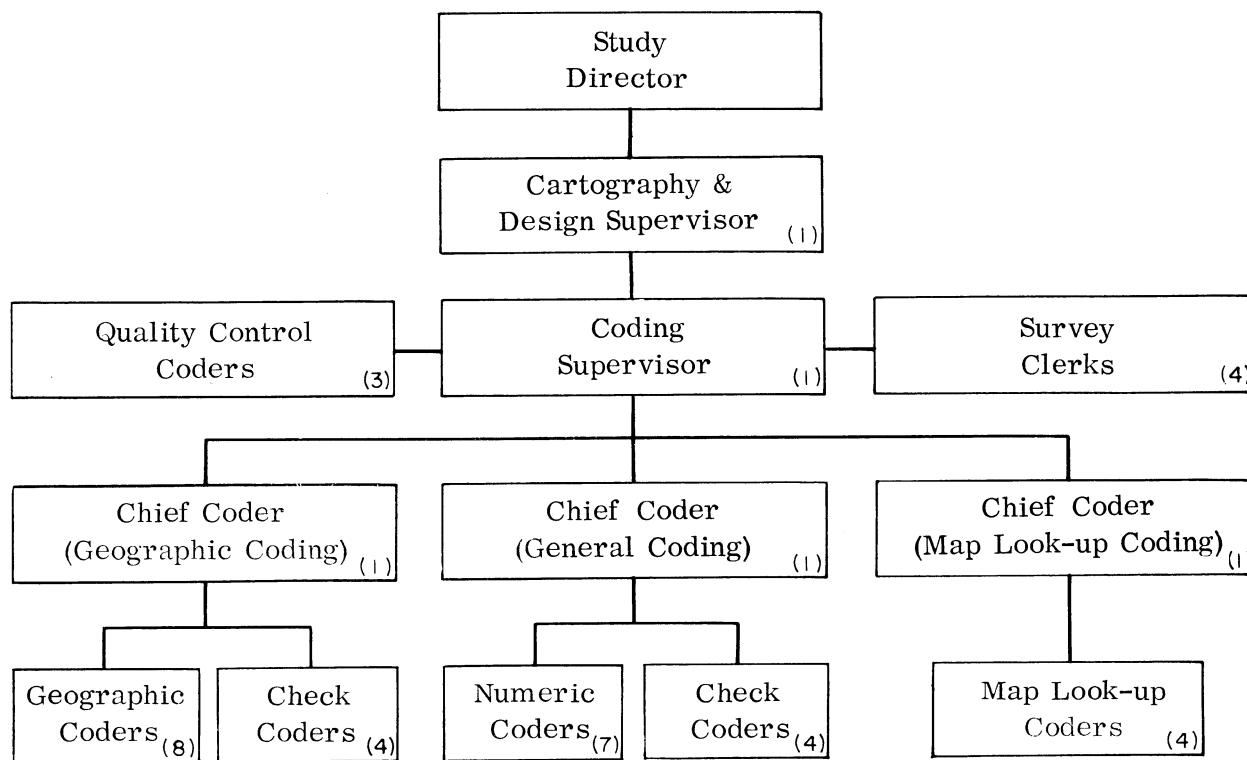 Study
Director
Cartography &
Design Supervisor
(1)
Quality Control
Coders
(3)
Coding
Supervisor
(1)
Survey
Clerks
(4)
Chief Coder
(Geographic Coding)
(1)
Chief Coder
(General Coding)
(1)
Chief Coder
(Map Look-up Coding)
(1
Geographic
Coders
(8)
Check
Coders
(4)
Numeric
Coders
(7)
Check
Coders
(4)
Map Look-up
Coders
(4)